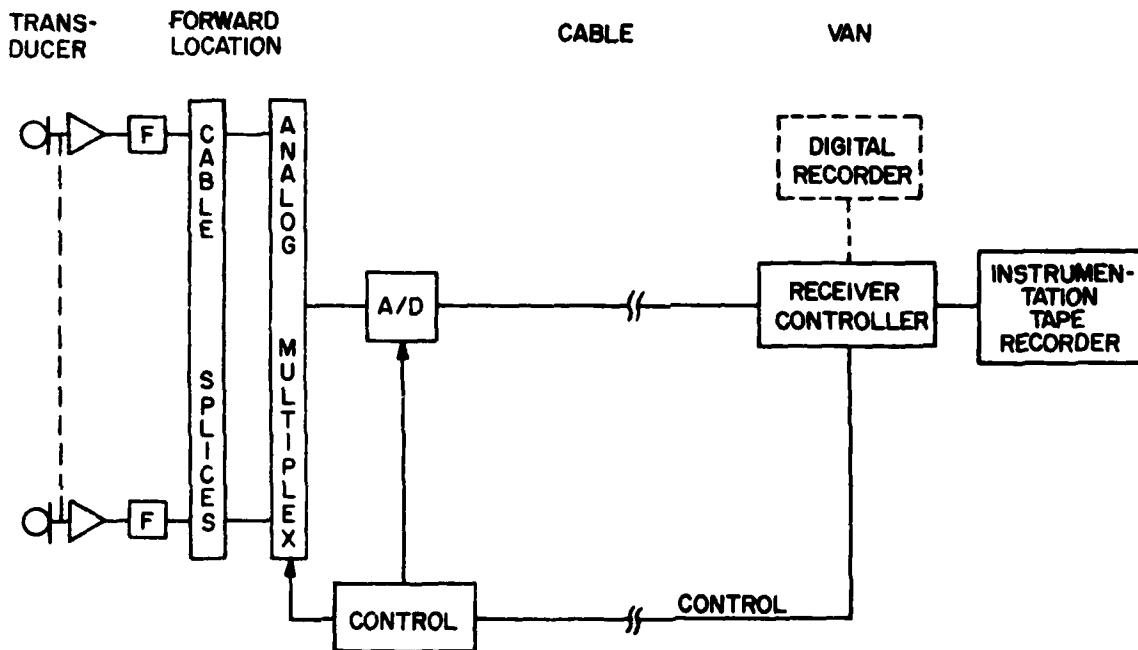 TRANS-
DUCER
FORWARD
LOCATION
CABLE
VAN
F
CABLE SPLICES
ANALOG MULTIPLEX
DIGITAL
RECORDER
A/D
RECEIVER
CONTROLLER
INSTRUMEN-
TATION
TAPE
RECORDER
F
CONTROL
CONTROL